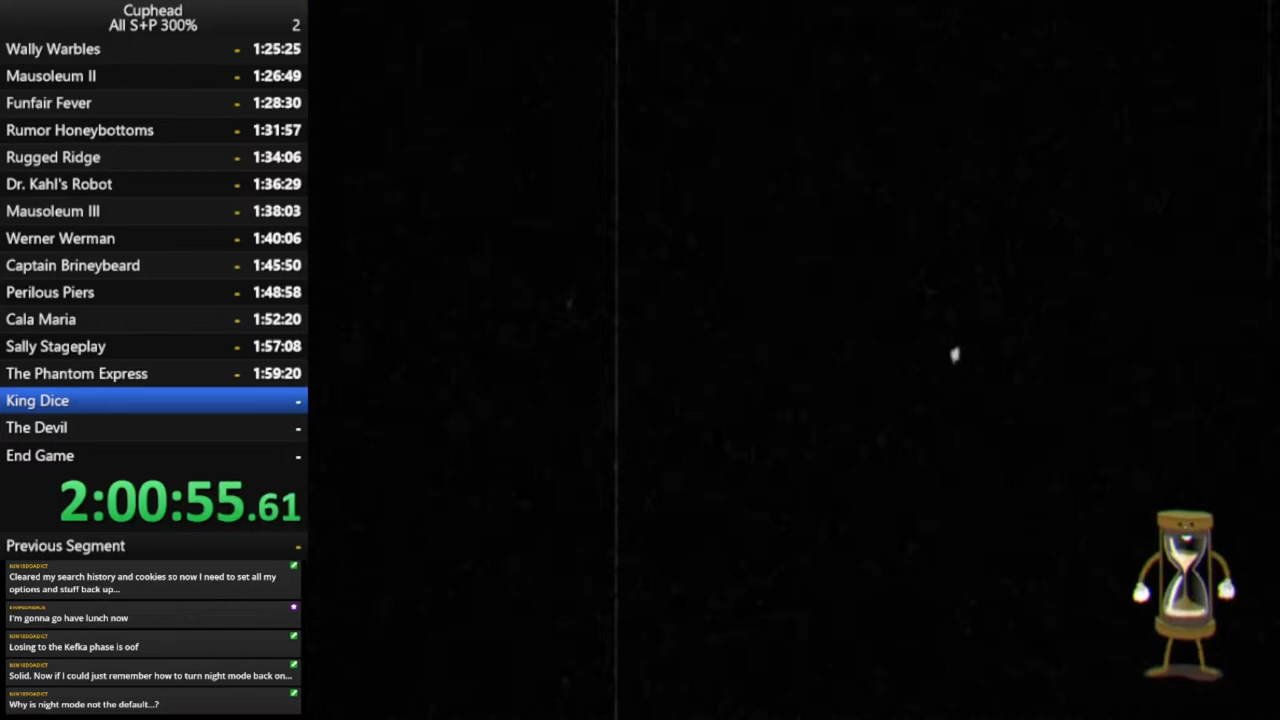 Cuphead
All S+P 300%
2
Wally Warbles - 1:25:25
Mausoleum II - 1:26:49
Funfair Fever - 1:28:30
Rumor Honeybottoms - 1:31:57
Rugged Ridge - 1:34:06
Dr. Kahl's Robot - 1:36:29
Mausoleum III - 1:38:03
Werner Werman - 1:40:06
Captain Brineybeard - 1:45:50
Perilous Piers - 1:48:58
Cala Maria - 1:52:20
Sally Stageplay - 1:57:08
The Phantom Express - 1:59:20
King Dice -
The Devil -
End Game -
2:00:55.61
Previous Segment -
Cleared my search history and cookies so now I need to set all my
options and stuff back up...
I'm gonna go have lunch now
Losing to the Kefka phase is oof
Solid. Now if I could just remember how to turn night mode back on...
Why is night mode not the default...?